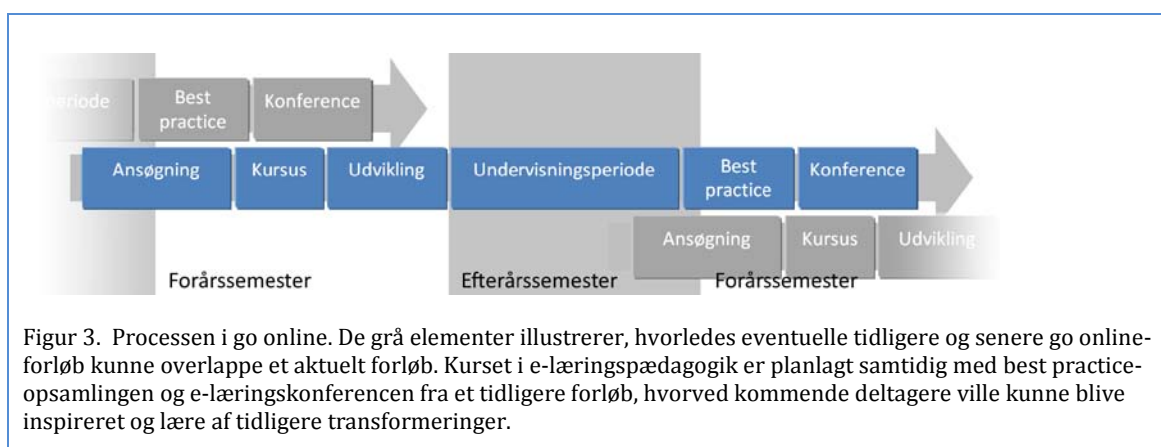 periode
Best
practice
Konference
Ansøgning
Kursus
Udvikling
Undervisningsperiode
Best
practice
Konference
Ansøgning
Kursus
Udvikling
Forårssemester
Efterårssemester
Forårssemester
Figur 3. Processen i go online. De grå elementer illustrerer, hvorledes eventuelle tidligere og senere go online-
forløb kunne overlappe et aktuelt forløb. Kurset i e-læringspædagogik er planlagt samtidig med best practice-
opsamlingen og e-læringskonferencen fra et tidligere forløb, hvorved kommende deltagere ville kunne blive
inspireret og lære af tidligere transformeringer.